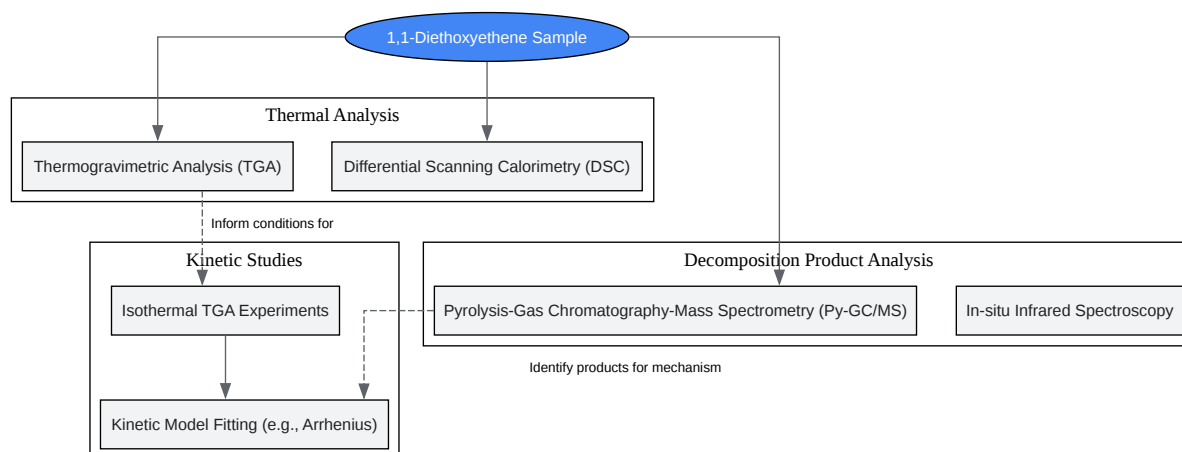 1,1-Diethoxyethene Sample
Thermal Analysis
Thermogravimetric Analysis (TGA)
Differential Scanning Calorimetry (DSC)
Inform conditions for
Kinetic Studies
Decomposition Product Analysis
Isothermal TGA Experiments
Pyrolysis-Gas Chromatography-Mass Spectrometry (Py-GC/MS)
In-situ Infrared Spectroscopy
Identify products for mechanism
Kinetic Model Fitting (e.g., Arrhenius)